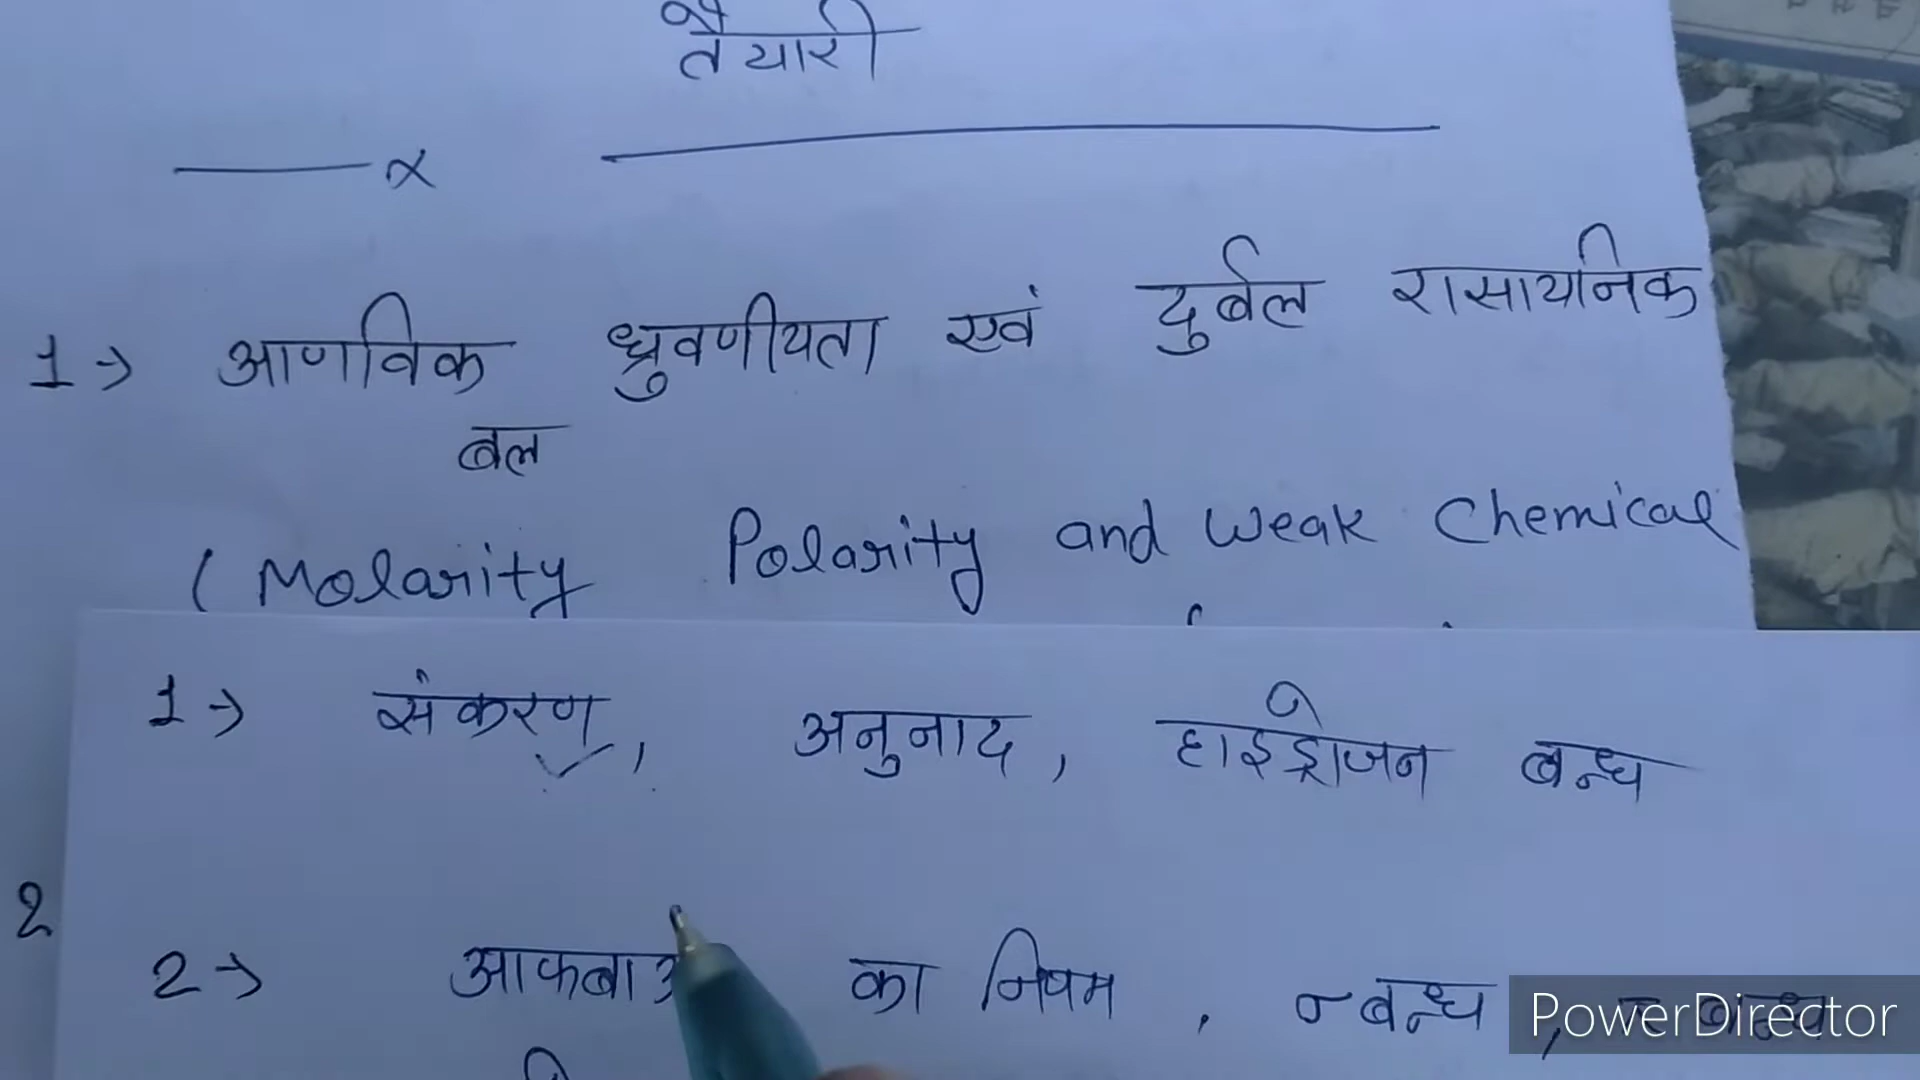 तैयारी
1→ आणविक ध्रुवणीयता एवं दुर्बल रासायनिक
बल
( Molarity Polarity and weak Chemical
1→ संकरण, अनुनाद, हाइड्रोजन बन्ध
2
2→ का नियम, σ-बन्ध,
PowerDirector